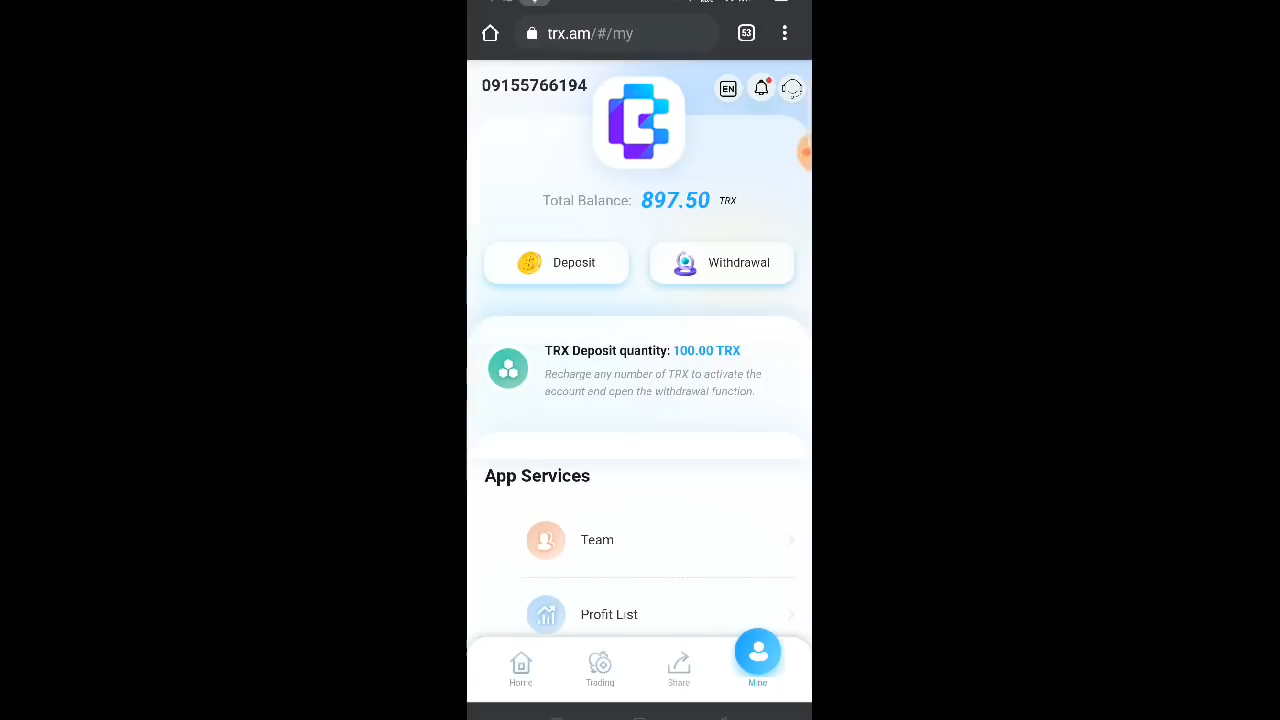 trc.am/#/my
53
09155766194
EN
Total Balance: 897.50 TRX
Deposit
Withdrawal
TRX Deposit quantity: 100.00 TRX
Recharge any number of TRX to activate the
account and open the withdrawal function.
App Services
Team
Profit List
Home
Trading
Share
Mine